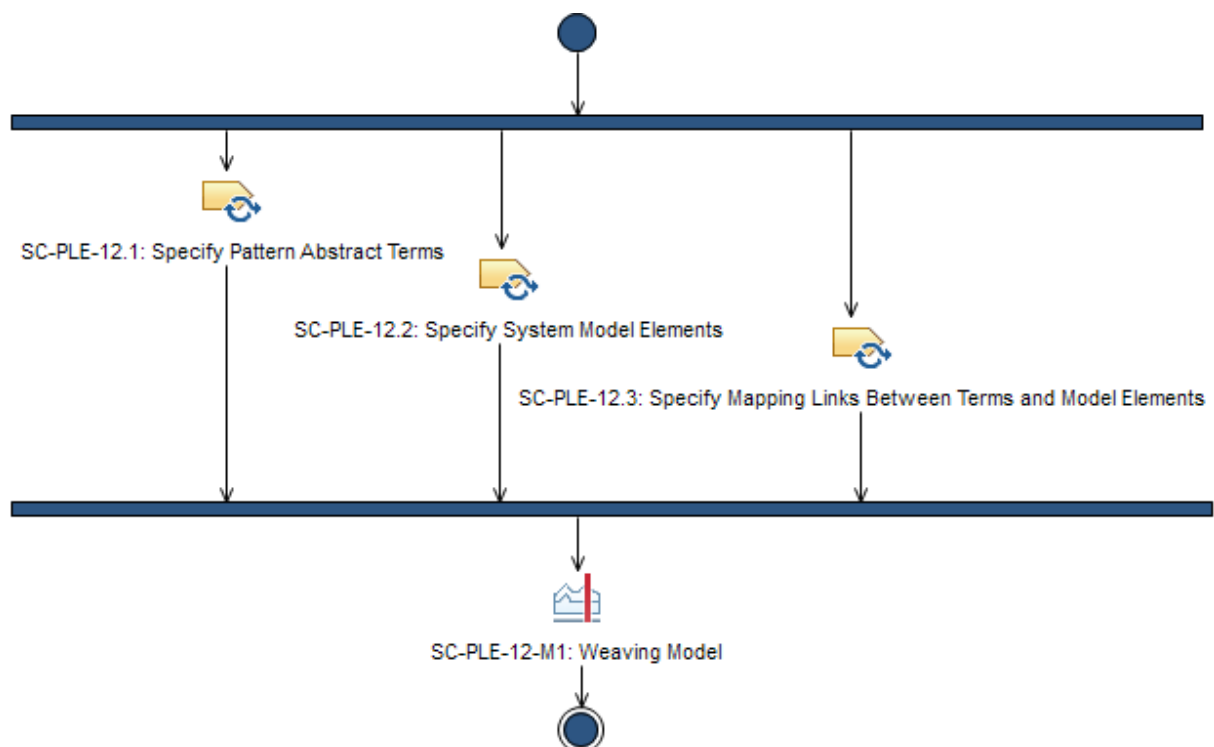 SC-PLE-12.1: Specify Pattern Abstract Terms
SC-PLE-12.2: Specify System Model Elements
SC-PLE-12.3: Specify Mapping Links Between Terms and Model Elements
SC-PLE-12-M1: Weaving Model